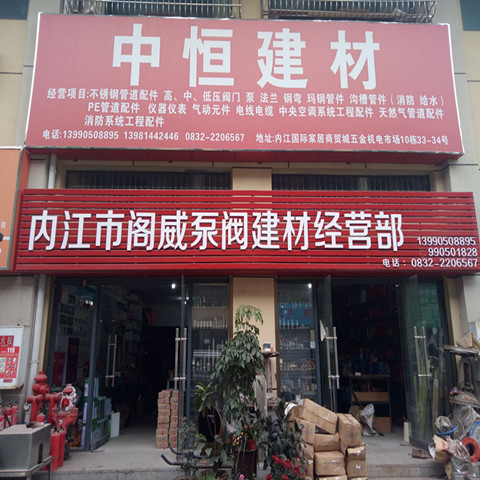 中恒建材
经营项目:不锈钢管道配件 高、中、低压阀门 泵 法兰 钢弯 玛钢管件 沟槽管件(消防 给水)
PE管道配件 仪器仪表 气动元件 电线电缆 中央空调系统工程配件 天然气管道配件
消防系统工程配件
电话:13990508895 13981442446 0832-2206567 地址:内江国际家居商贸城五金机电市场10栋33-34号
内江市阁威泵阀建材经营部
13990508895
990501828
电话:0832-2206567